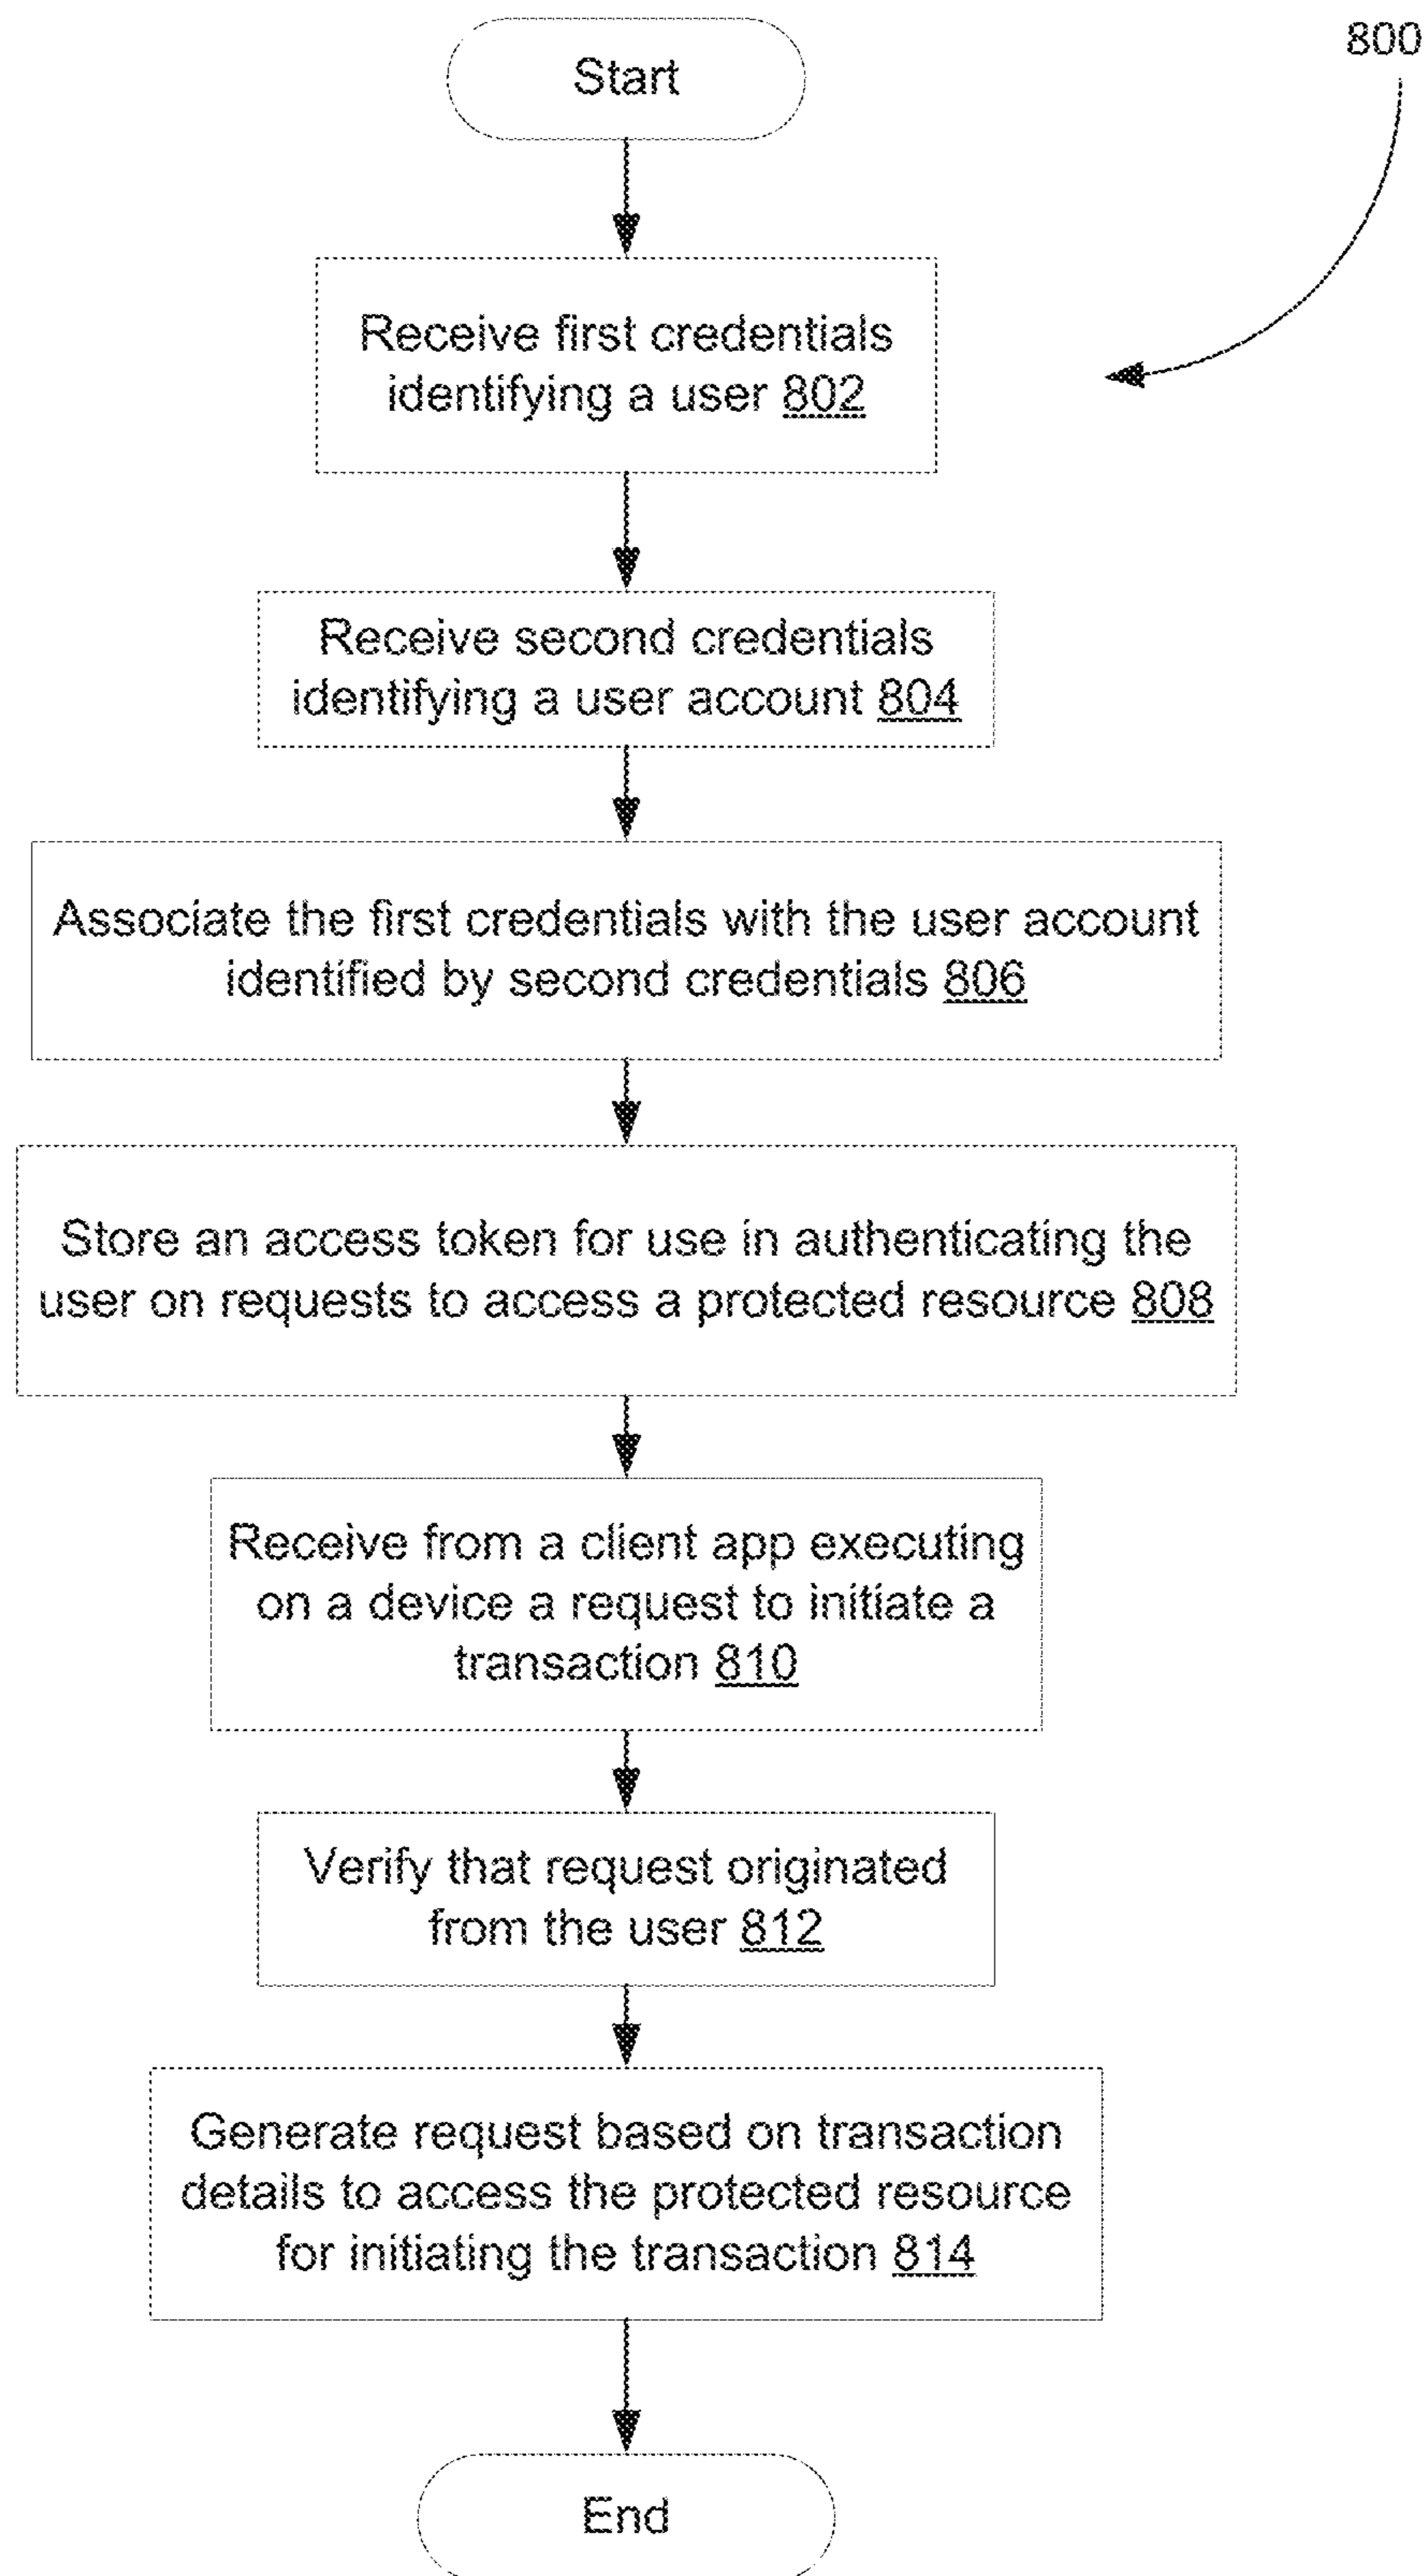 800
Start
Receive first credentials
identifying a user 802
Receive second credentials
identifying a user account 804
Associate the first credentials with the user account
identified by second credentials 806
Store an access token for use in authenticating the
user on requests to access a protected resource 808
Receive from a client app executing
on a device a request to initiate a
transaction 810
Verify that request originated
from the user 812
Generate request based on transaction
details to access the protected resource
for initiating the transaction 814
End